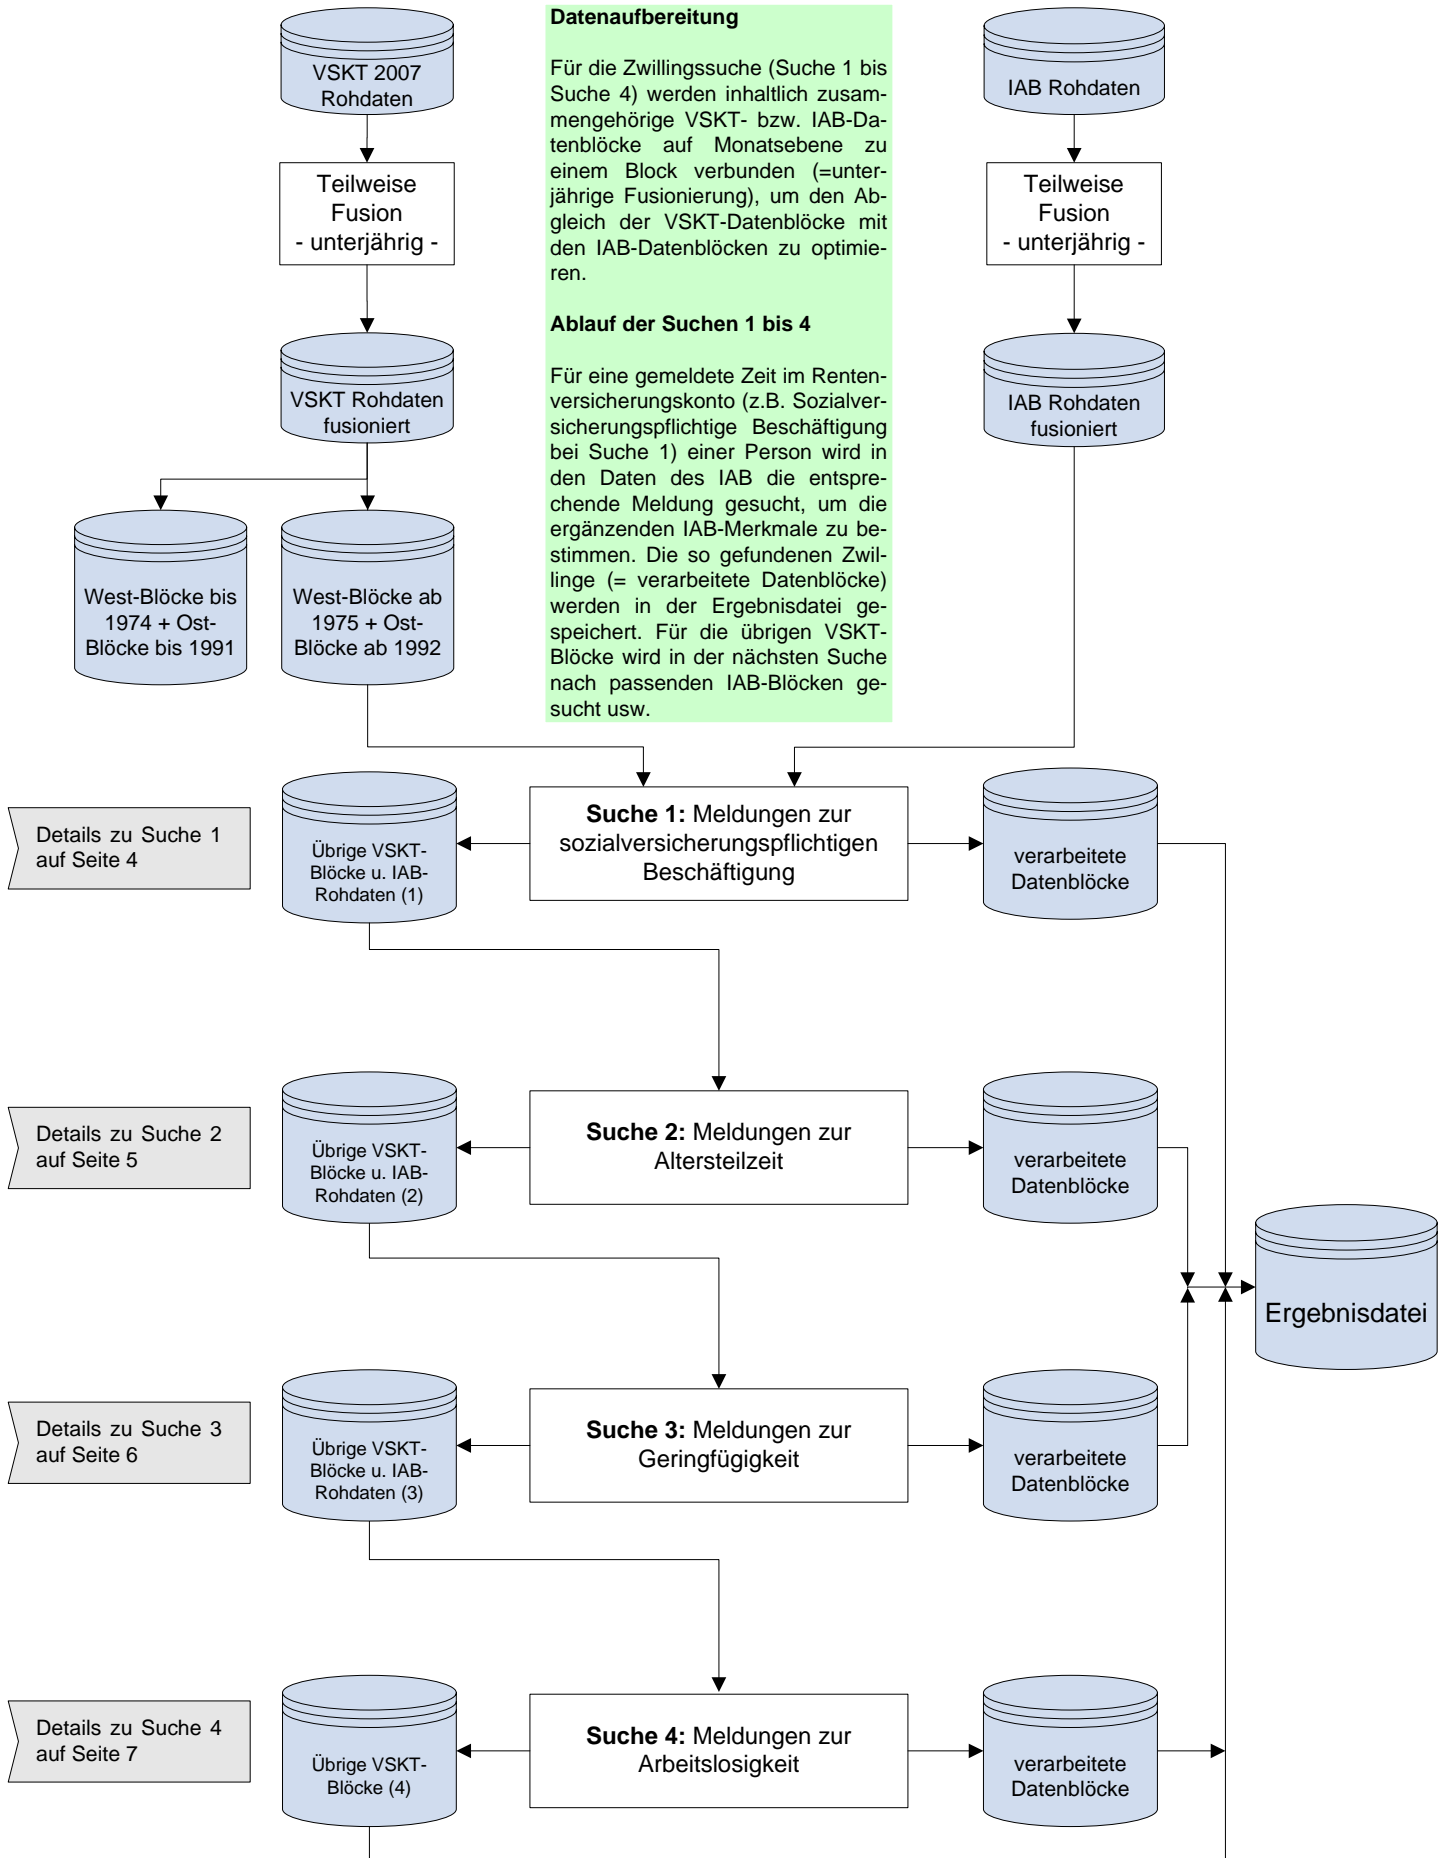 VSKT 2007
Rohdaten
Teilweise
Fusion
- unterjährig -
VSKT Rohdaten
fusioniert
West-Blöcke bis
1974 + Ost-
Blöcke bis 1991
West-Blöcke ab
1975 + Ost-
Blöcke ab 1992
Datenaufbereitung
Für die Zwillingssuche (Suche 1 bis
Suche 4) werden inhaltlich zusam-
mengehörige VSKT- bzw. IAB-Da-
tenblöcke auf Monatsebene zu
einem Block verbunden (=unter-
jährige Fusionierung), um den Ab-
gleich der VSKT-Datenblöcke mit
den IAB-Datenblöcken zu optimie-
ren.
Ablauf der Suchen 1 bis 4
Für eine gemeldete Zeit im Renten-
versicherungskonto (z.B. Sozialver-
sicherungspflichtige Beschäftigung
bei Suche 1) einer Person wird in
den Daten des IAB die entspre-
chende Meldung gesucht, um die
ergänzenden IAB-Merkmale zu be-
stimmen. Die so gefundenen Zwil-
linge (= verarbeitete Datenblöcke)
werden in der Ergebnisdatei ge-
speichert. Für die übrigen VSKT-
Blöcke wird in der nächsten Suche
nach passenden IAB-Blöcken ge-
sucht usw.
IAB Rohdaten
Teilweise
Fusion
- unterjährig -
IAB Rohdaten
fusioniert
Details zu Suche 1
auf Seite 4
Übrige VSKT-
Blöcke u. IAB-
Rohdaten (1)
Suche 1: Meldungen zur
sozialversicherungspflichtigen
Beschäftigung
verarbeitete
Datenblöcke
Details zu Suche 2
auf Seite 5
Übrige VSKT-
Blöcke u. IAB-
Rohdaten (2)
Suche 2: Meldungen zur
Altersteilzeit
verarbeitete
Datenblöcke
Ergebnisdatei
Details zu Suche 3
auf Seite 6
Übrige VSKT-
Blöcke u. IAB-
Rohdaten (3)
Suche 3: Meldungen zur
Geringfügigkeit
verarbeitete
Datenblöcke
Details zu Suche 4
auf Seite 7
Übrige VSKT-
Blöcke (4)
Suche 4: Meldungen zur
Arbeitslosigkeit
verarbeitete
Datenblöcke